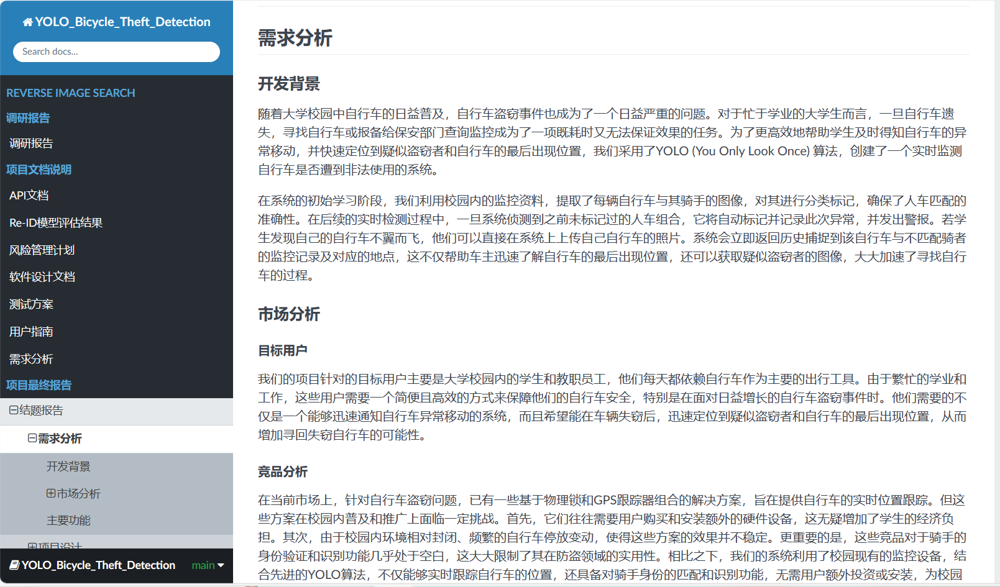 YOLO_Bicycle_Theft_Detection
Search docs...
REVERSE IMAGE SEARCH
调研报告
调研报告
项目文档说明
API文档
Re-ID模型评估结果
风险管理计划
软件设计文档
测试方案
用户指南
需求分析
项目最终报告
结题报告
需求分析
开发背景
市场分析
主要功能
项目设计
YOLO_Bicycle_Theft_Detection main
需求分析
开发背景
随着大学校园中自行车的日益普及，自行车盗窃事件也成为了一个日益严重的问题。对于忙于学业的大学生而言，一旦自行车遗
失，寻找自行车或报备给保安部门查询监控成为了一项既耗时又无法保证效果的任务。为了更高效地帮助学生及时得知自行车的异
常移动，并快速定位到疑似盗窃者和自行车的最后出现位置，我们采用了YOLO (You Only Look Once) 算法，创建了一个实时监测
自行车是否遭到非法使用的系统。
在系统的初始学习阶段，我们利用校园内的监控资料，提取了每辆自行车与其骑手的图像，对其进行分类标记，确保了人车匹配的
准确性。在后续的实时检测过程中，一旦系统侦测到之前未标记过的人车组合，它将自动标记并记录此次异常，并发出警报。若学
生发现自己的自行车不翼而飞，他们可以直接在系统上上传自己自行车的照片。系统会立即返回历史捕捉到该自行车与不匹配骑者
的监控记录及对应的地点，这不仅帮助车主迅速了解自行车的最后出现位置，还可以获取疑似盗窃者的图像，大大加速了寻找自行
车的过程。
市场分析
目标用户
我们的项目针对的目标用户主要是大学校园内的学生和教职员工，他们每天都依赖自行车作为主要的出行工具。由于繁忙的学业和
工作，这些用户需要一个简便且高效的方式来保障他们的自行车安全，特别是在面对日益增长的自行车盗窃事件时。他们需要的不
仅是一个能够迅速通知自行车异常移动的系统，而且希望能在车辆失窃后，迅速定位到疑似盗窃者和自行车的最后出现位置，从而
增加寻回失窃自行车的可能性。
竞品分析
在当前市场上，针对自行车盗窃问题，已有一些基于物理锁和GPS跟踪器组合的解决方案，旨在提供自行车的实时位置跟踪。但这
些方案在校园内普及和推广上面临一定挑战。首先，它们往往需要用户购买和安装额外的硬件设备，这无疑增加了学生的经济负
担。其次，由于校园内环境相对封闭、频繁的自行车停放变动，使得这些方案的效果并不稳定。更重要的是，这些竞品对于骑手的
身份验证和识别功能几乎处于空白，这大大限制了其在防盗领域的实用性。相比之下，我们的系统利用了校园现有的监控设备，结
合先进的YOLO算法，不仅能够实时跟踪自行车的位置，还具备对骑手身份的匹配和识别功能，无需用户额外投资或安装，为校园